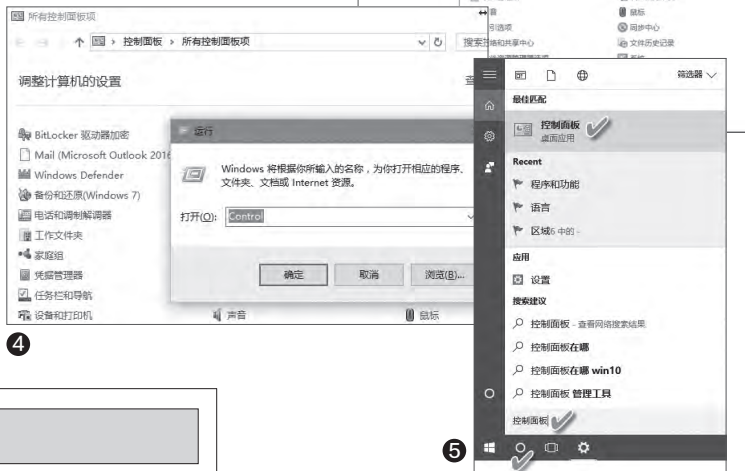 所有控制面板项
控制面板 > 所有控制面板项
搜索
调整计算机的设置
查
BitLocker 驱动器加密
Mail (Microsoft Outlook 2016
Windows Defender
备份和还原(Windows 7)
电话和调制解调器
工作文件夹
家庭组
凭据管理器
任务栏和导航
设备和打印机
声音
鼠标
运行
Windows 将根据你所输入的名称，为你打开相应的程序、
文件夹、文档或 Internet 资源。
打开(O): Control
确定 取消 浏览(B)...
④
音
鼠标
引选项
同步中心
络和共享中心
文件历史记录
筛选器
最佳匹配
控制面板
桌面应用
Recent
程序和功能
语言
区域6 中的 -
应用
设置
搜索建议
控制面板 - 查看网络搜索结果
控制面板在哪
控制面板在哪 win10
控制面板 管理工具
控制面板
⑤